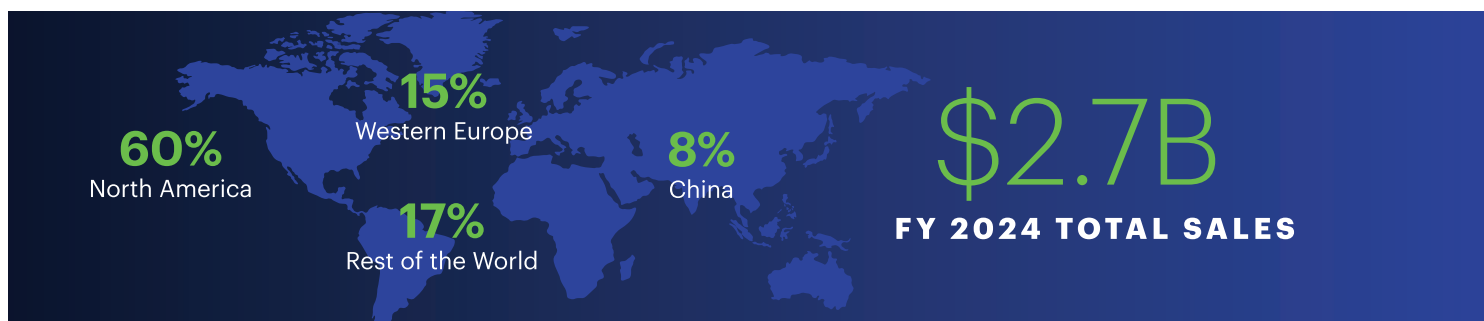 60%
North America
15%
Western Europe
17%
Rest of the World
8%
China
$2.7B
FY 2024 TOTAL SALES